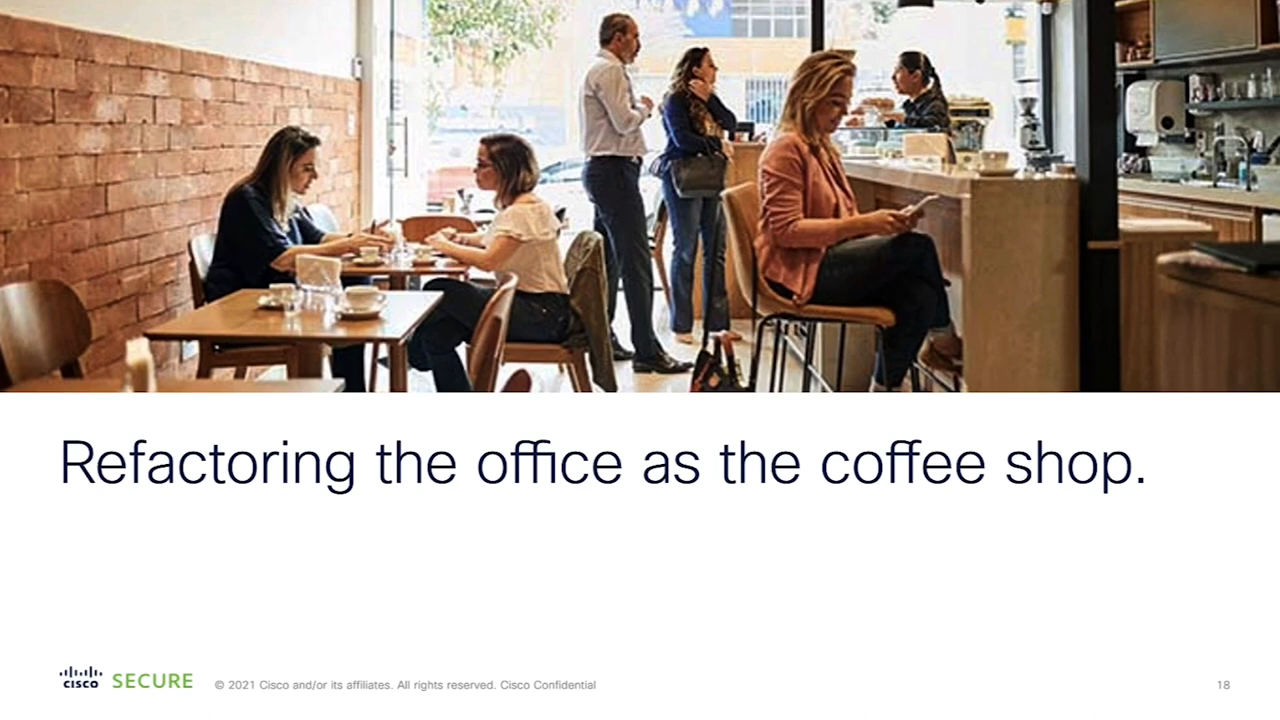 Refactoring the office as the coffee shop.
CISCO SECURE © 2021 Cisco and/or its affiliates. All rights reserved. Cisco Confidential 18